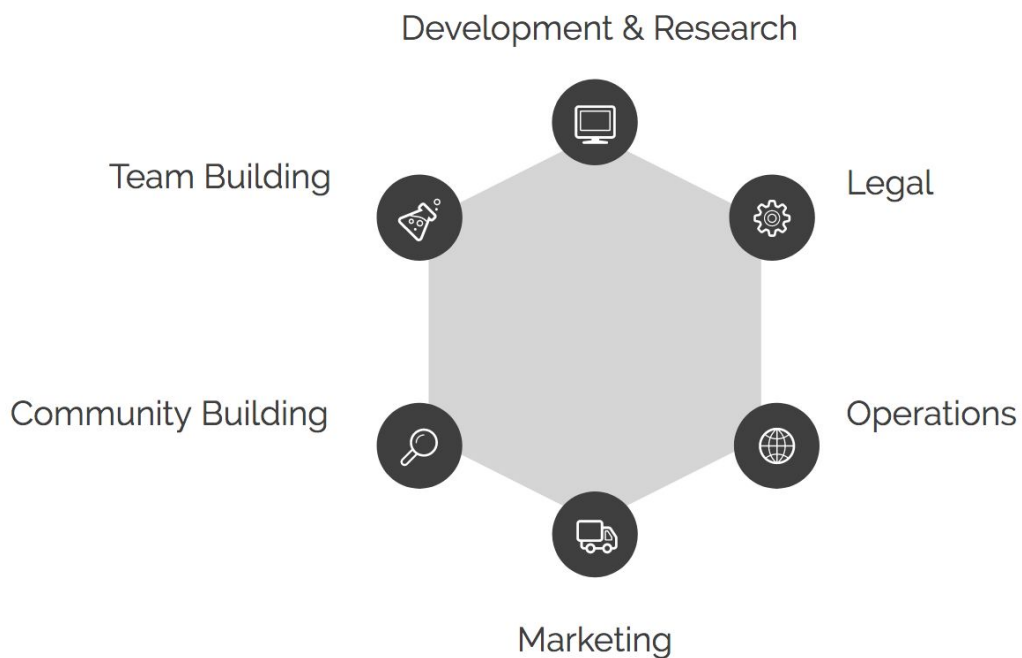 Development & Research
Team Building
Legal
Community Building
Operations
Marketing